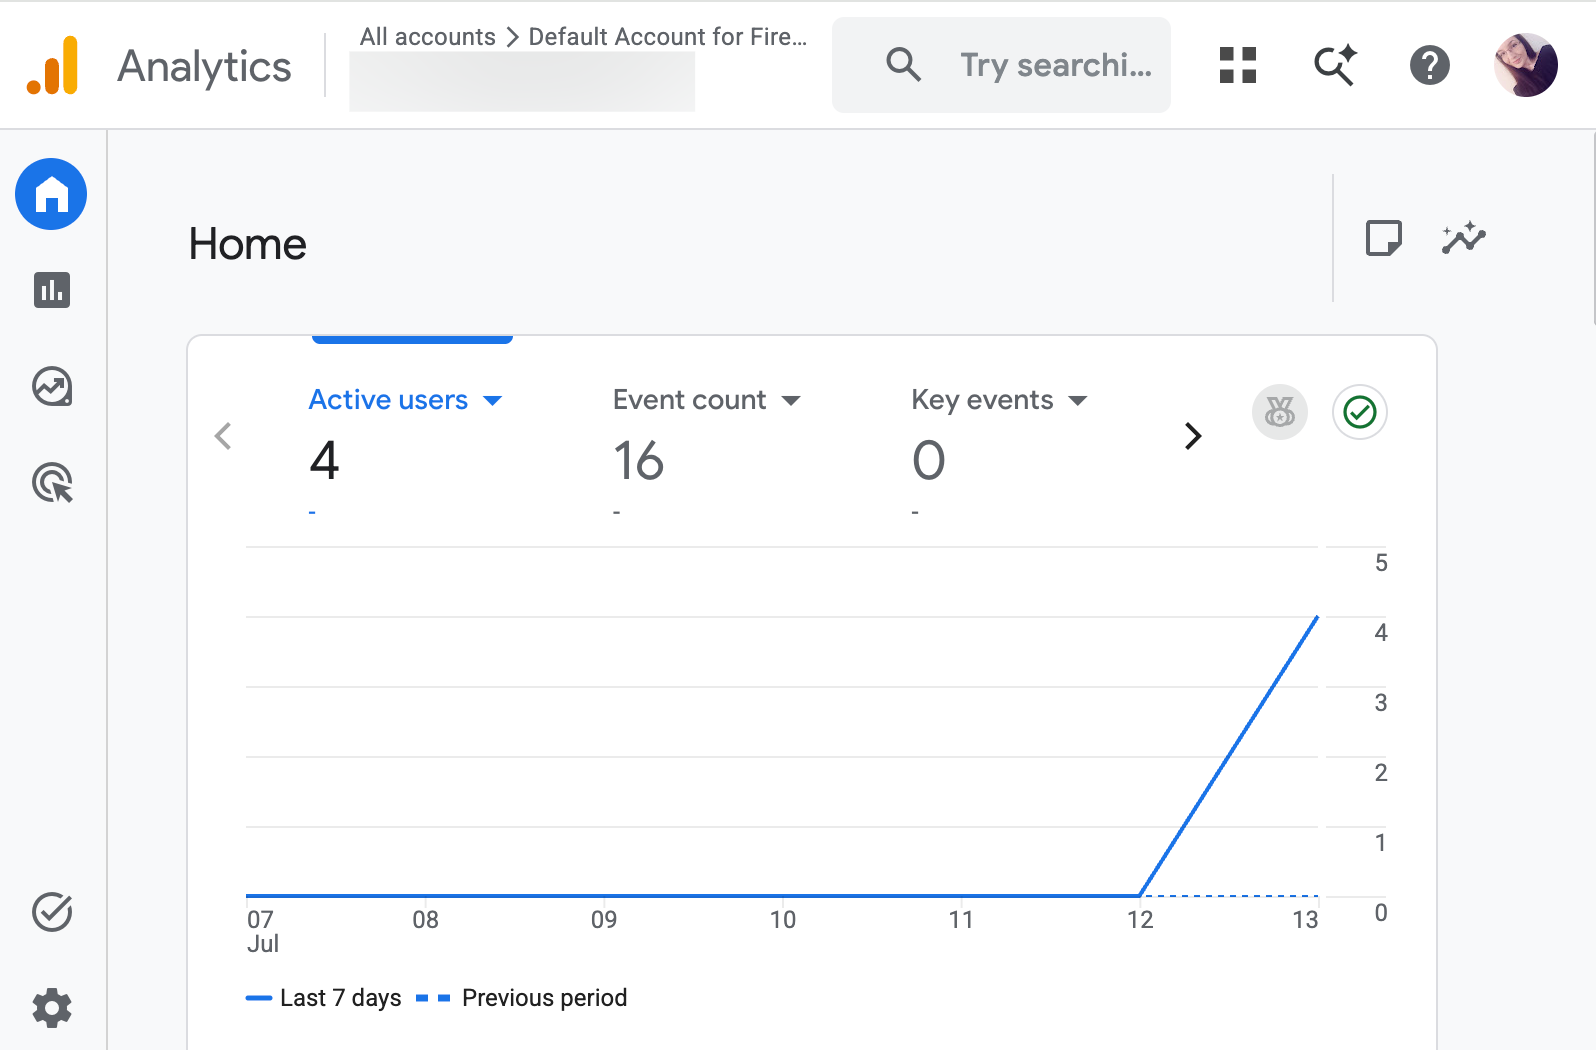 Analytics
All accounts > Default Account for Fire...
Try searchi...
Home
Active users
4
-
Event count
16
-
Key events
0
-
5
4
3
2
1
0
07 08 09 10 11 12 13
Jul
Last 7 days Previous period